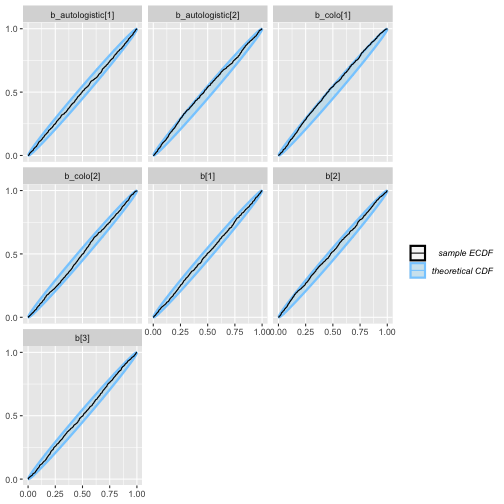 b_autologistic[1] b_autologistic[2] b_colo[1]
1.0
0.5
0.0
b_colo[2] b[1] b[2]
1.0
0.5
0.0
sample ECDF
theoretical CDF
0.00 0.25 0.50 0.75 1.00 0.00 0.25 0.50 0.75 1.00
b[3]
1.0
0.5
0.0
0.00 0.25 0.50 0.75 1.00